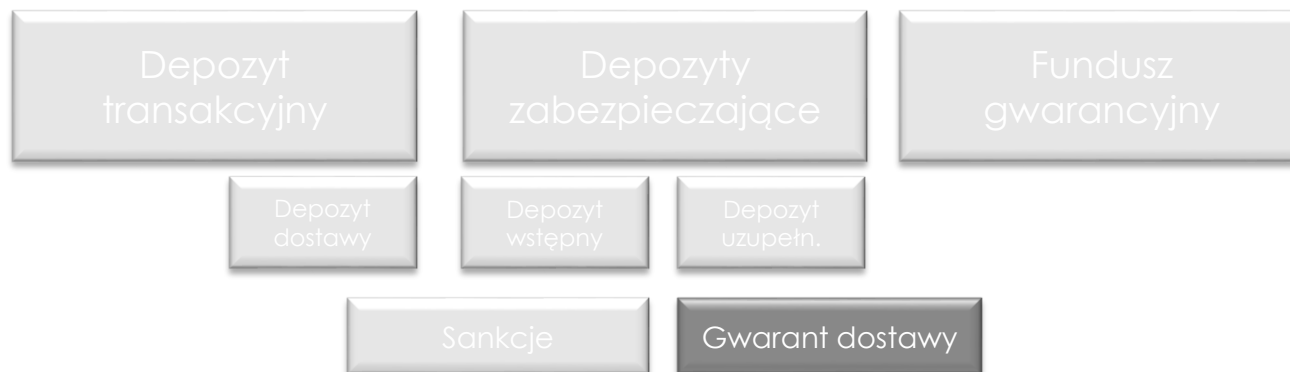 Depozyt
transakcyjny
Depozyty
zabezpieczające
Fundusz
gwarancyjny
Depozyt
dostawy
Depozyt
wstępny
Depozyt
uzupełn.
Sankcje
Gwarant dostawy